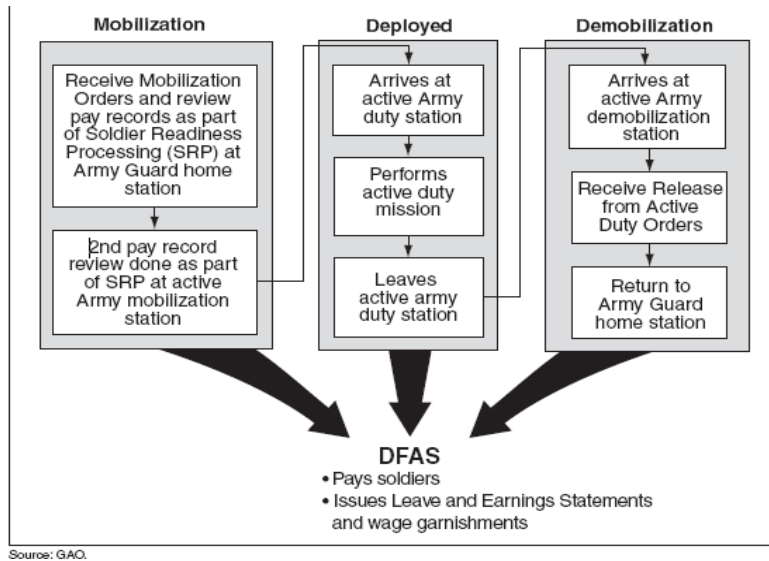 Mobilization
Receive Mobilization
Orders and review
pay records as part
of Soldier Readiness
Processing (SRP) at
Army Guard home
station
2nd pay record
review done as part
of SRP at active
Army mobilization
station
Deployed
Arrives at
active Army
duty station
Performs
active duty
mission
Leaves
active army
duty station
Demobilization
Arrives at
active Army
demobilization
station
Receive Release
from Active
Duty Orders
Return to
Army Guard
home station
DFAS
• Pays soldiers
• Issues Leave and Earnings Statements
and wage garnishments
Source: GAO.